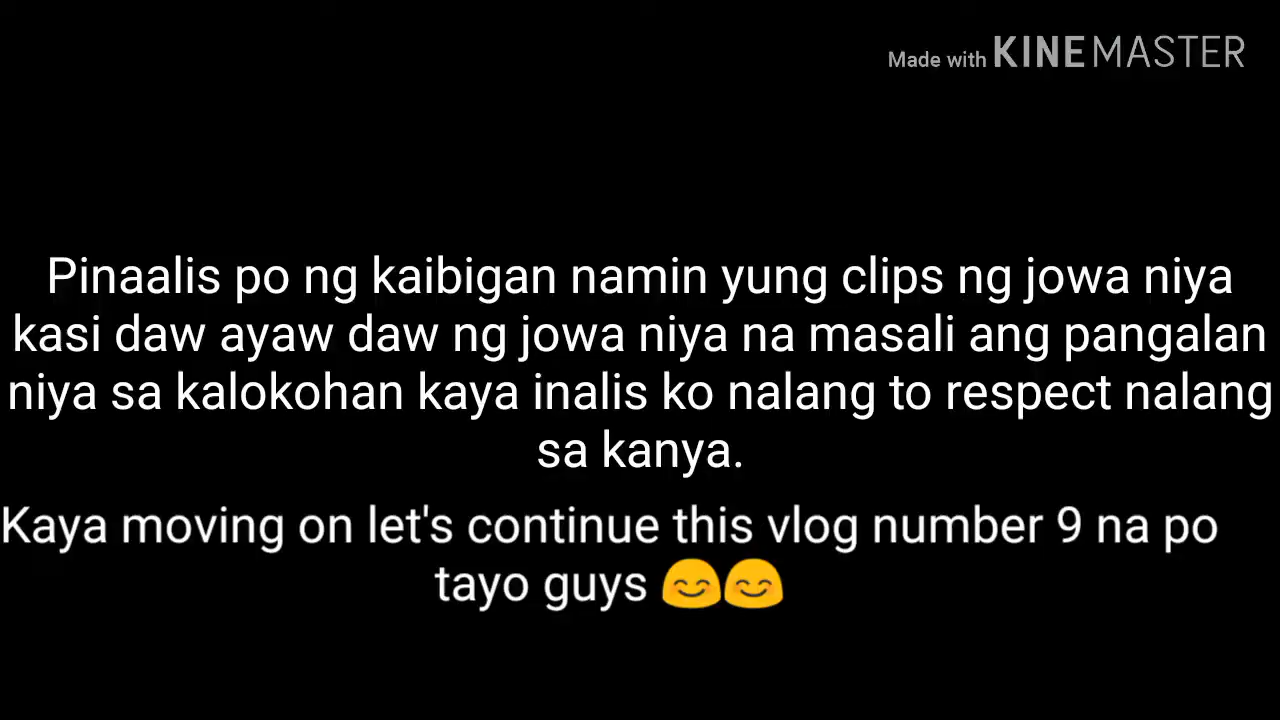 Made with KINEMASTER
Pinaalis po ng kaibigan namin yung clips ng jowa niya
kasi daw ayaw daw ng jowa niya na masali ang pangalan
niya sa kalokohan kaya inalis ko nalang to respect nalang
sa kanya.
Kaya moving on let's continue this vlog number 9 na po
tayo guys 😊😊